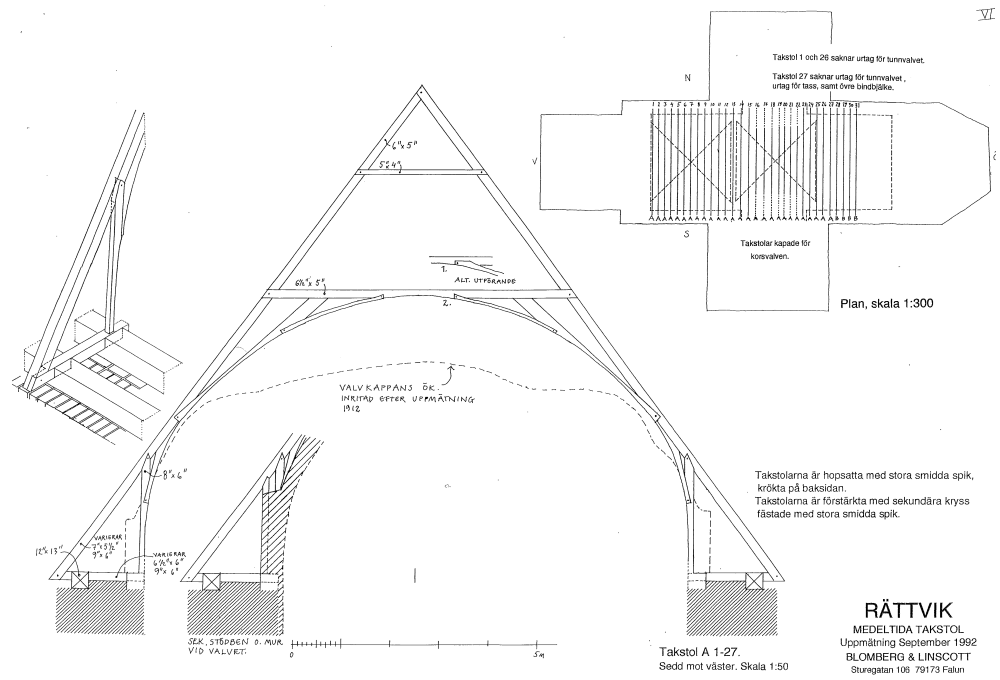 VI
Takstol 1 och 26 saknar urtag för tunnvalvet.
Takstol 27 saknar urtag för tunnvalvet ,
urtag för tass, samt övre bindbjälke.
N
V
Ö
S
Takstolar kapade för
korsvalven.
Plan, skala 1:300
6"x5"
5"x4"
6½"x 5"
1.
ALT. UTFÖRANDE
2.
VALVKAPPANS ÖK.
INRITAD EFTER UPPMÄTNING
1912
8"x 6"
12"x 13"
VARIERAR
7"x 5½"
9"x 6"
VARIERAR
6½"x 6"
9"x 6"
SEK. STÖDBEN O. MUR
VID VALVET.
0
5m
Takstolarna är hopsatta med stora smidda spik,
krökta på baksidan.
Takstolarna är förstärkta med sekundära kryss
fästade med stora smidda spik.
Takstol A 1-27.
Sedd mot väster. Skala 1:50
RÄTTVIK
MEDELTIDA TAKSTOL
Uppmätning September 1992
BLOMBERG & LINSCOTT
Sturegatan 106 79173 Falun